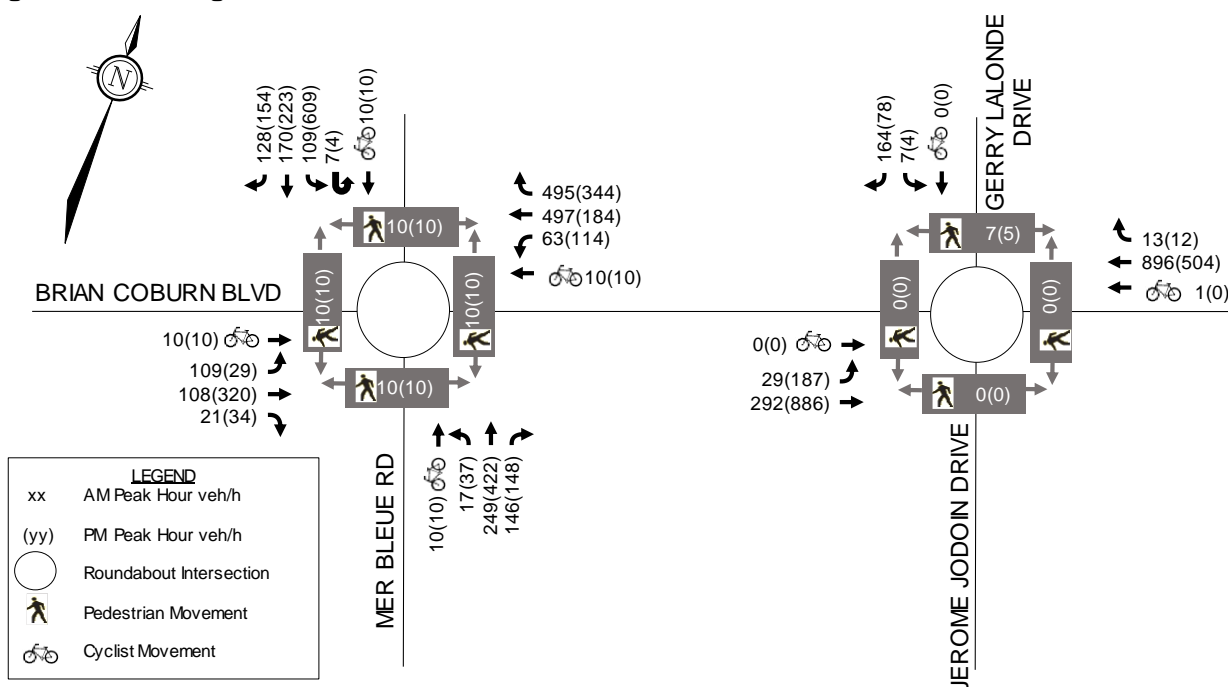 N
128(154)
170(223)
109(609)
7(4)
10(10)
495(344)
497(184)
63(114)
10(10)
10(10)
10(10)
10(10)
10(10)
BRIAN COBURN BLVD
10(10)
109(29)
108(320)
21(34)
10(10)
17(37)
249(422)
146(148)
MER BLEUE RD
164(78)
7(4)
0(0)
GERRY LALONDE
DRIVE
7(5)
0(0)
0(0)
0(0)
13(12)
896(504)
1(0)
0(0)
29(187)
292(886)
JEROME JODOIN DRIVE
LEGEND
xx AM Peak Hour veh/h
(yy) PM Peak Hour veh/h
Roundabout Intersection
Pedestrian Movement
Cyclist Movement